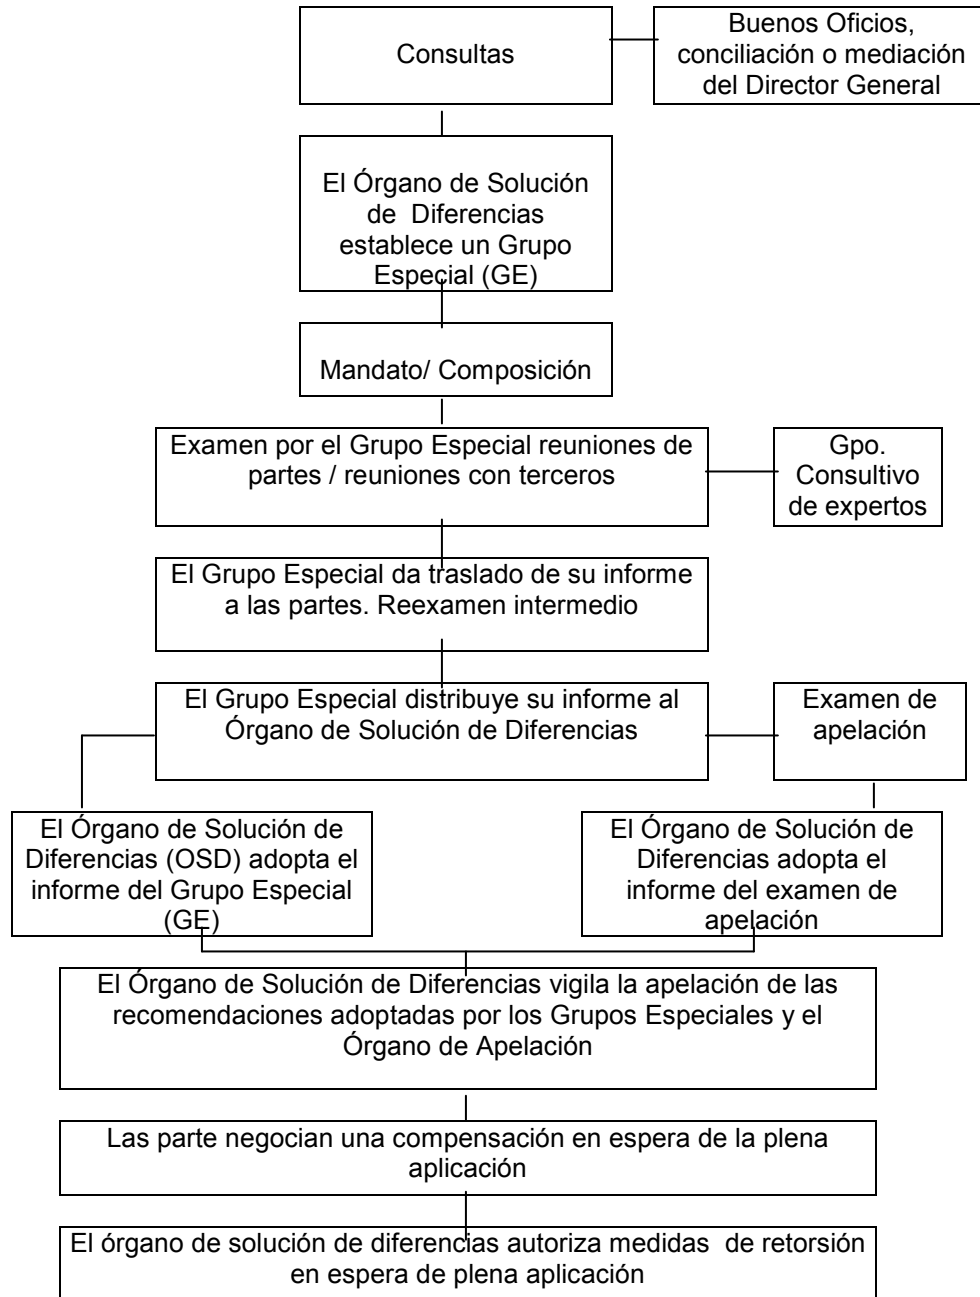 Consultas
Buenos Oficios,
conciliación o mediación
del Director General
El Órgano de Solución
de Diferencias
establece un Grupo
Especial (GE)
Mandato/ Composición
Examen por el Grupo Especial reuniones de
partes / reuniones con terceros
Gpo.
Consultivo
de expertos
El Grupo Especial da traslado de su informe
a las partes. Reexamen intermedio
El Grupo Especial distribuye su informe al
Órgano de Solución de Diferencias
Examen de
apelación
El Órgano de Solución de
Diferencias (OSD) adopta el
informe del Grupo Especial
(GE)
El Órgano de Solución de
Diferencias adopta el
informe del examen de
apelación
El Órgano de Solución de Diferencias vigila la apelación de las
recomendaciones adoptadas por los Grupos Especiales y el
Órgano de Apelación
Las parte negocian una compensación en espera de la plena
aplicación
El órgano de solución de diferencias autoriza medidas de retorsión
en espera de plena aplicación